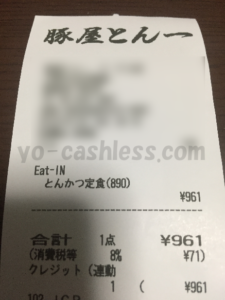 豚屋とん一
Eat-IN
とんかつ定食(890)
¥961
yo-cashless.com
合計 1点 ¥961
(消費税等 8% ¥71)
クレジット(連動
1 ( ¥961